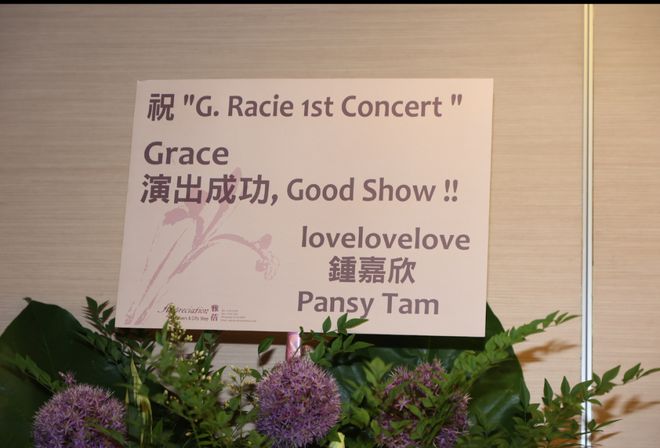 祝 "G. Racie 1st Concert "
Grace
演出成功, Good Show !!
lovelovelove
鍾嘉欣
Pansy Tam